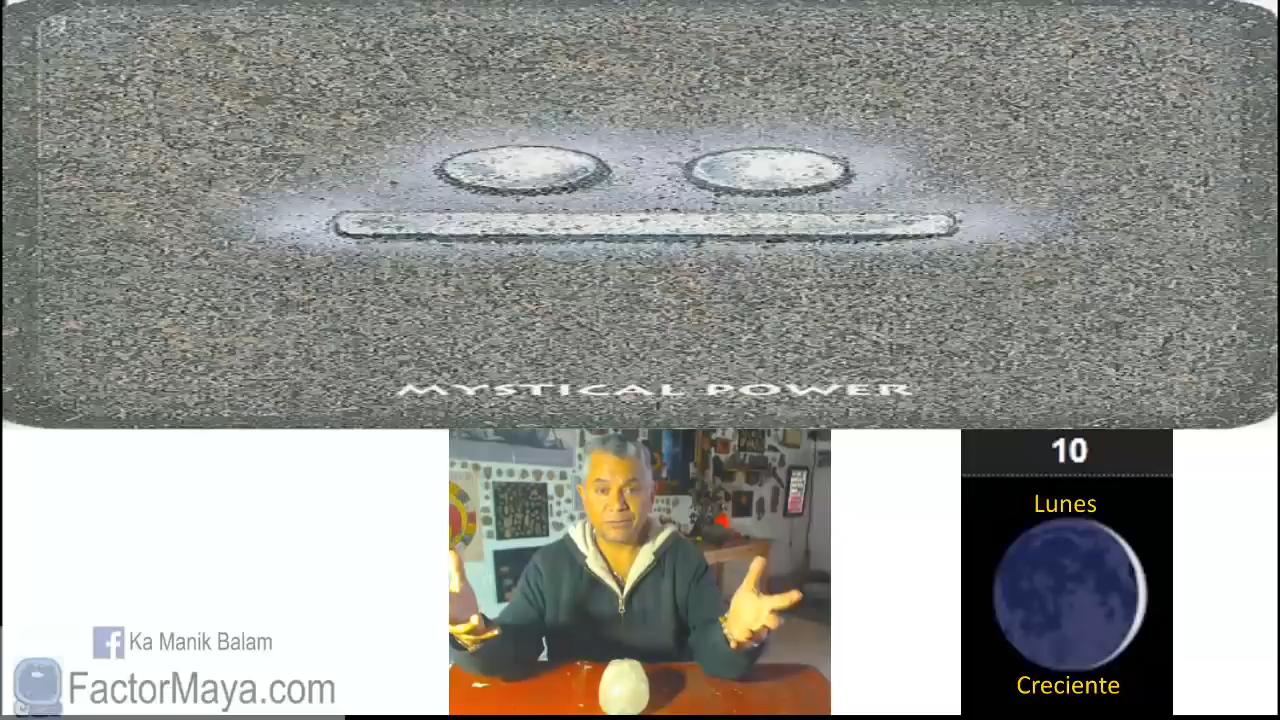 MYSTICAL POWER
10
Lunes
Creciente
Ka Manik Balam
FactorMaya.com